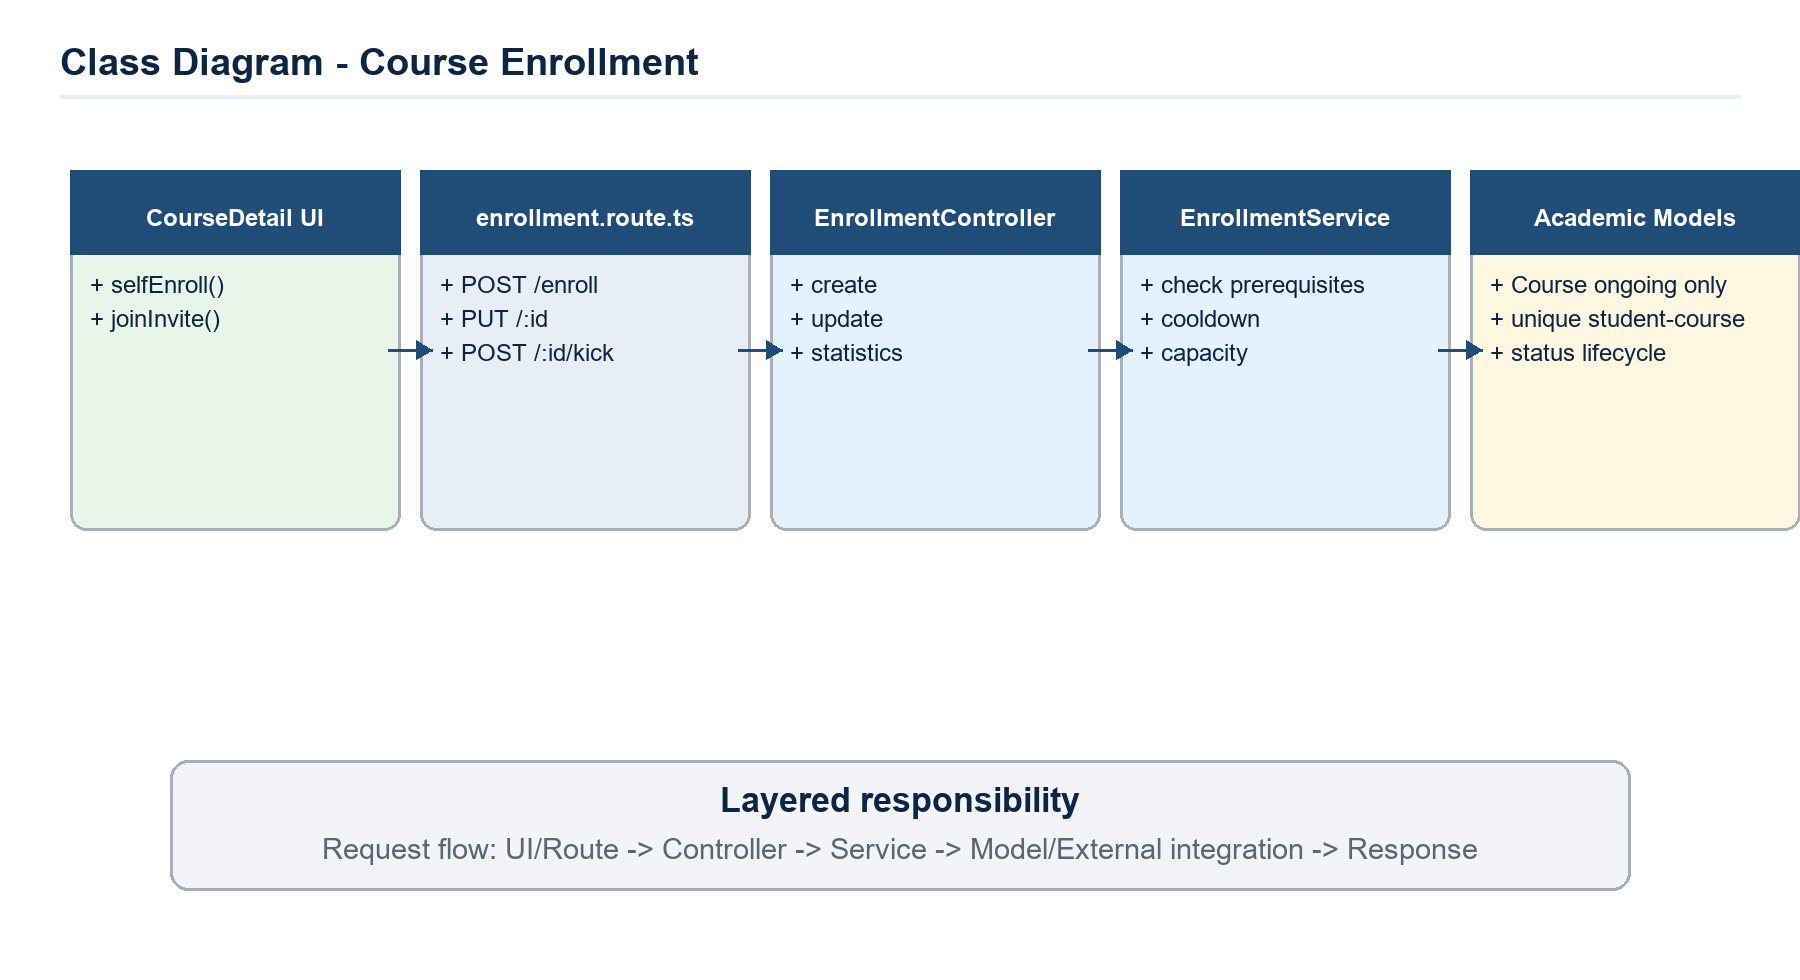 Class Diagram - Course Enrollment
CourseDetail UI
+ selfEnroll()
+ joinInvite()
enrollment.route.ts
+ POST /enroll
+ PUT /:id
+ POST /:id/kick
EnrollmentController
+ create
+ update
+ statistics
EnrollmentService
+ check prerequisites
+ cooldown
+ capacity
Academic Models
+ Course ongoing only
+ unique student-course
+ status lifecycle
Layered responsibility
Request flow: UI/Route -> Controller -> Service -> Model/External integration -> Response